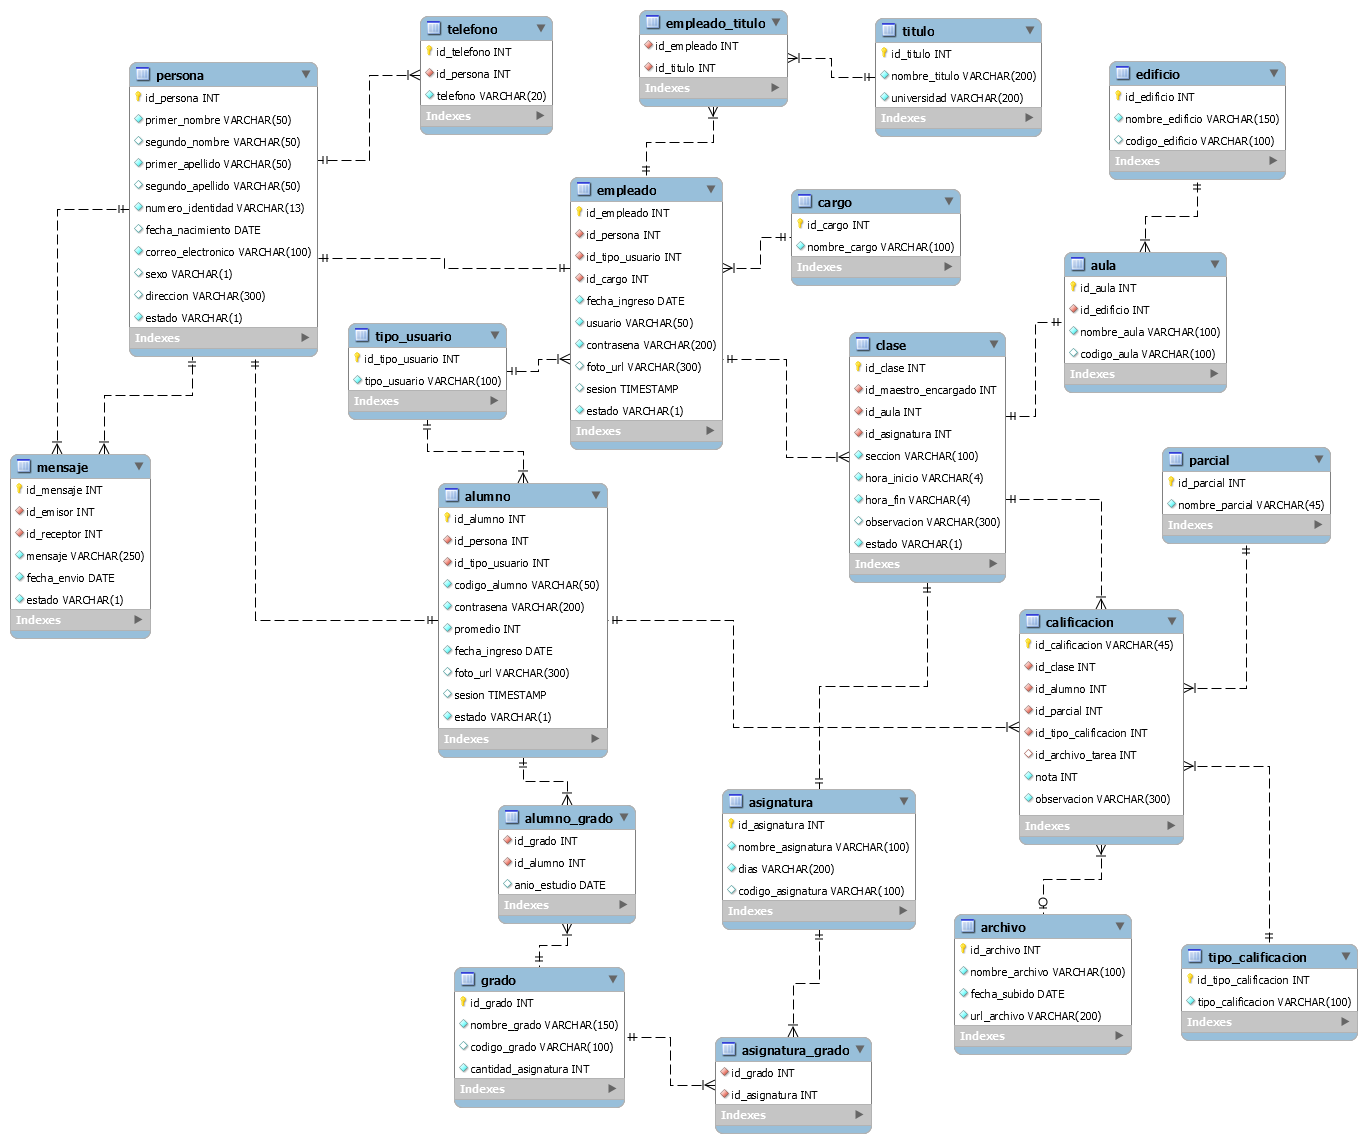 telefono
id_telefono INT
id_persona INT
telefono VARCHAR(20)
Indexes
empleado_titulo
id_empleado INT
id_titulo INT
Indexes
titulo
id_titulo INT
nombre_titulo VARCHAR(200)
universidad VARCHAR(200)
Indexes
persona
id_persona INT
primer_nombre VARCHAR(50)
segundo_nombre VARCHAR(50)
primer_apellido VARCHAR(50)
segundo_apellido VARCHAR(50)
numero_identidad VARCHAR(13)
fecha_nacimiento DATE
correo_electronico VARCHAR(100)
sexo VARCHAR(1)
direccion VARCHAR(300)
estado VARCHAR(1)
Indexes
edificio
id_edificio INT
nombre_edificio VARCHAR(150)
codigo_edificio VARCHAR(100)
Indexes
empleado
id_empleado INT
id_persona INT
id_tipo_usuario INT
id_cargo INT
fecha_ingreso DATE
usuario VARCHAR(50)
contrasena VARCHAR(200)
foto_url VARCHAR(300)
sesion TIMESTAMP
estado VARCHAR(1)
Indexes
cargo
id_cargo INT
nombre_cargo VARCHAR(100)
Indexes
aula
id_aula INT
id_edificio INT
nombre_aula VARCHAR(100)
codigo_aula VARCHAR(100)
Indexes
tipo_usuario
id_tipo_usuario INT
tipo_usuario VARCHAR(100)
Indexes
clase
id_clase INT
id_maestro_encargado INT
id_aula INT
id_asignatura INT
seccion VARCHAR(100)
hora_inicio VARCHAR(4)
hora_fin VARCHAR(4)
observacion VARCHAR(300)
estado VARCHAR(1)
Indexes
mensaje
id_mensaje INT
id_emisor INT
id_receptor INT
mensaje VARCHAR(250)
fecha_envio DATE
estado VARCHAR(1)
Indexes
alumno
id_alumno INT
id_persona INT
id_tipo_usuario INT
codigo_alumno VARCHAR(50)
contrasena VARCHAR(200)
promedio INT
fecha_ingreso DATE
foto_url VARCHAR(300)
sesion TIMESTAMP
estado VARCHAR(1)
Indexes
parcial
id_parcial INT
nombre_parcial VARCHAR(45)
Indexes
calificacion
id_calificacion VARCHAR(45)
id_clase INT
id_alumno INT
id_parcial INT
id_tipo_calificacion INT
id_archivo_tarea INT
nota INT
observacion VARCHAR(300)
Indexes
alumno_grado
id_grado INT
id_alumno INT
anio_estudio DATE
Indexes
asignatura
id_asignatura INT
nombre_asignatura VARCHAR(100)
dias VARCHAR(200)
codigo_asignatura VARCHAR(100)
Indexes
archivo
id_archivo INT
nombre_archivo VARCHAR(100)
fecha_subido DATE
url_archivo VARCHAR(200)
Indexes
tipo_calificacion
id_tipo_calificacion INT
tipo_calificacion VARCHAR(100)
Indexes
grado
id_grado INT
nombre_grado VARCHAR(150)
codigo_grado VARCHAR(100)
cantidad_asignatura INT
Indexes
asignatura_grado
id_grado INT
id_asignatura INT
Indexes